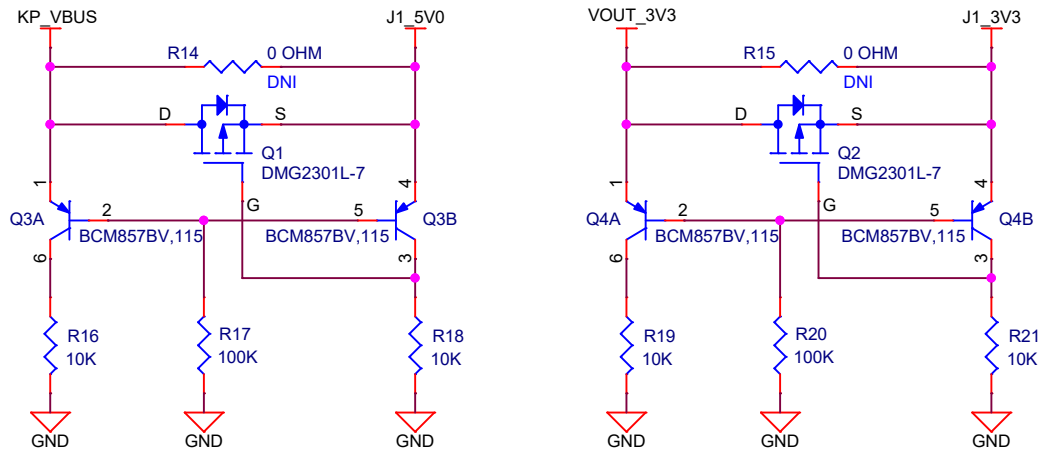 KP_VBUS
J1_5V0
R14
0 OHM
DNI
D
S
Q1
DMG2301L-7
G
1
4
Q3A
2
5
Q3B
BCM857BV,115
BCM857BV,115
6
3
R16
10K
R17
100K
R18
10K
GND
GND
GND
VOUT_3V3
J1_3V3
R15
0 OHM
DNI
D
S
Q2
DMG2301L-7
G
1
4
Q4A
2
5
Q4B
BCM857BV,115
BCM857BV,115
6
3
R19
10K
R20
100K
R21
10K
GND
GND
GND